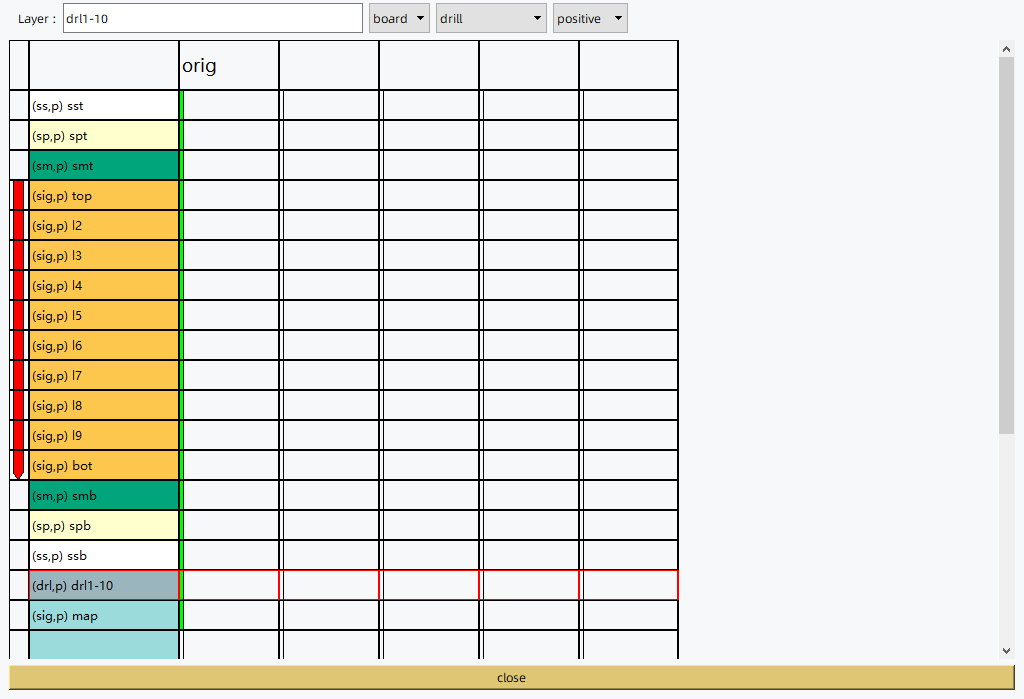 Layer : drl1-10 board drill positive
orig
(ss,p) sst
(sp,p) spt
(sm,p) smt
(sig,p) top
(sig,p) l2
(sig,p) l3
(sig,p) l4
(sig,p) l5
(sig,p) l6
(sig,p) l7
(sig,p) l8
(sig,p) l9
(sig,p) bot
(sm,p) smb
(sp,p) spb
(ss,p) ssb
(drl,p) drl1-10
(sig,p) map
close